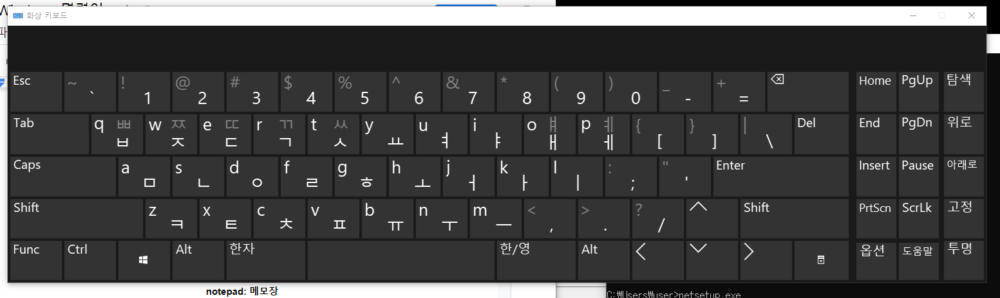 화상 키보드
Esc ~ ` ! 1 @ 2 # 3 $ 4 % 5 ^ 6 & 7 * 8 ( 9 ) 0 _ - + = Home PgUp 탐색
Tab q ㅃ ㅂ w ㅉ ㅈ e ㄸ ㄷ r ㄲ ㄱ t ㅆ ㅅ y ㅛ u ㅕ i ㅑ o ㅒ ㅐ p ㅖ ㅔ { [ } ] | \ Del End PgDn 위로
Caps a ㅁ s ㄴ d ㅇ f ㄹ g ㅎ h ㅗ j ㅓ k ㅏ l ㅣ : ; " ' Enter Insert Pause 아래로
Shift z ㅋ x ㅌ c ㅊ v ㅍ b ㅠ n ㅜ m ㅡ < , > . ? / Shift PrtScn ScrLk 고정
Func Ctrl Alt 한자 한/영 Alt 옵션 도움말 투명
notepad: 메모장
C:₩Users₩user>netsetup.exe